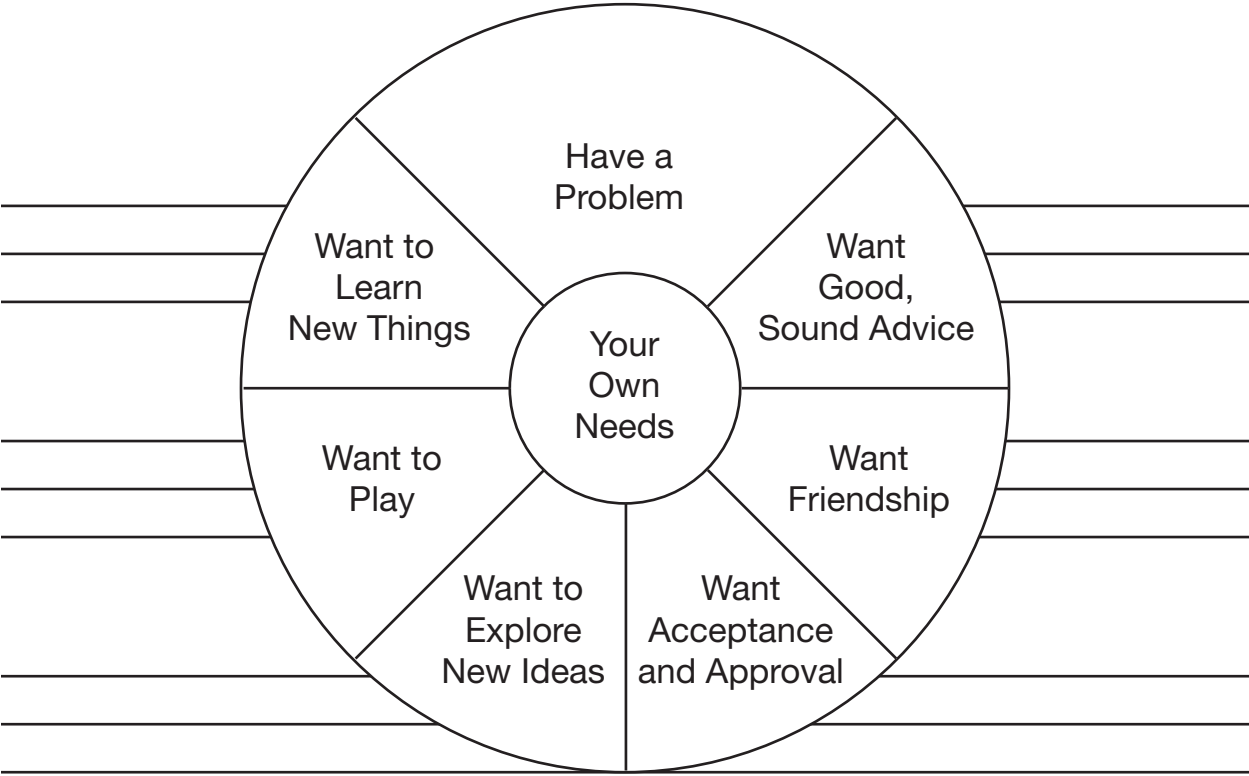 Have a
Problem
Want to
Learn
New Things
Want
Good,
Sound Advice
Your
Own
Needs
Want to
Play
Want
Friendship
Want to
Explore
New Ideas
Want
Acceptance
and Approval